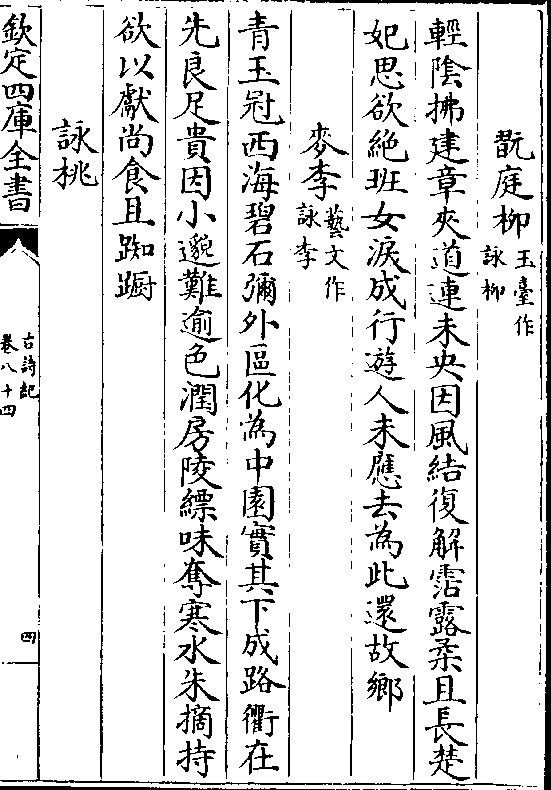 翫庭柳玉臺作詠柳
輕陰拂建章夾道連未央因風結復解霑露柔且長楚
妃思欲絶班女淚成行遊人未應去為此還故鄉
麥李藝文作詠李
青玉冠西海碧石彌外區化為中園實其下成路衢在
先良足貴因小邈難逾色潤房陵縹味奪寒水朱摘持
欲以獻尚食且踟蹰
詠桃
欽定四庫全書
古詩紀
卷八十四
四